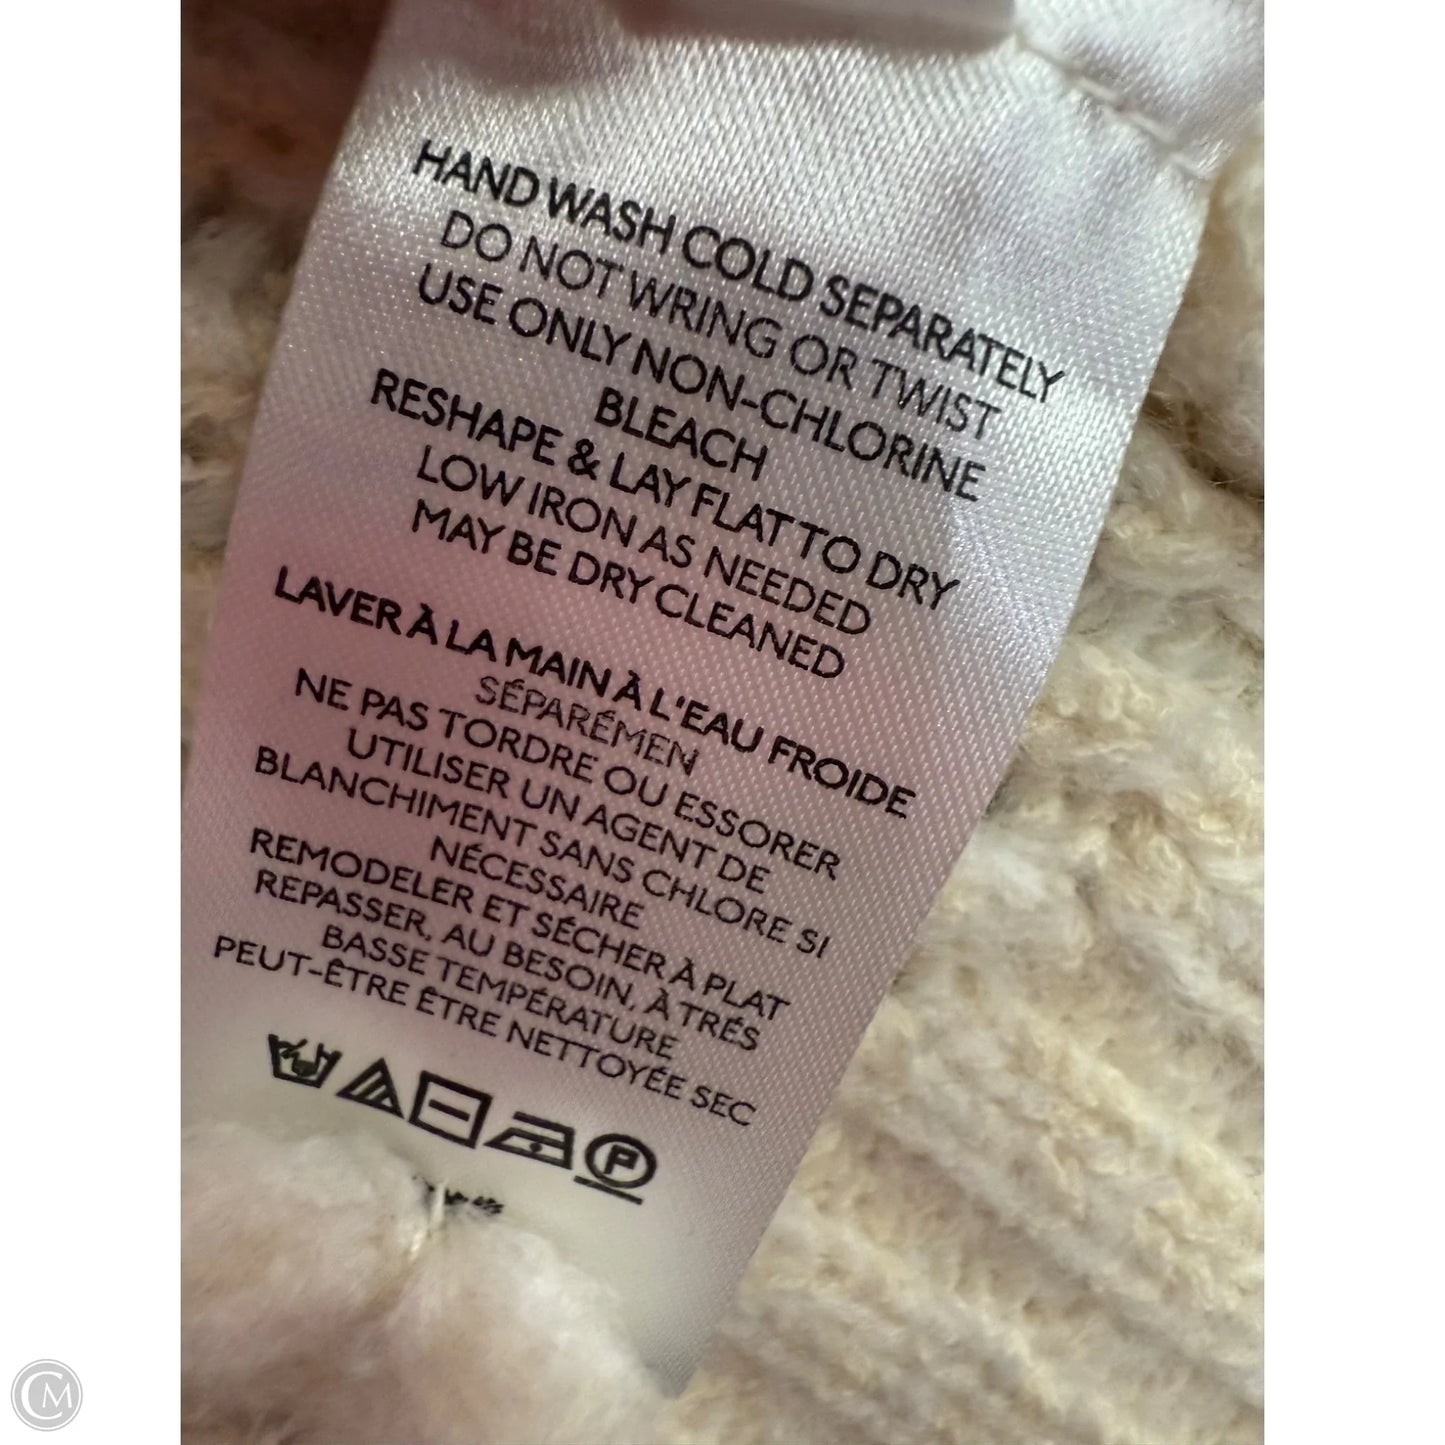 HAND WASH COLD SEPARATELY
DO NOT WRING OR TWIST
USE ONLY NON-CHLORINE
BLEACH
RESHAPE & LAY FLAT TO DRY
LOW IRON AS NEEDED
MAY BE DRY CLEANED
LAVER À LA MAIN À L'EAU FROIDE
SÉPARÉMEN
NE PAS TORDRE OU ESSORER
UTILISER UN AGENT DE
BLANCHIMENT SANS CHLORE SI
NÉCESSAIRE
REMODELER ET SÉCHER À PLAT
REPASSER, AU BESOIN, À TRÉS
BASSE TEMPÉRATURE
PEUT-ÊTRE ÊTRE NETTOYÉE SEC
P
CM